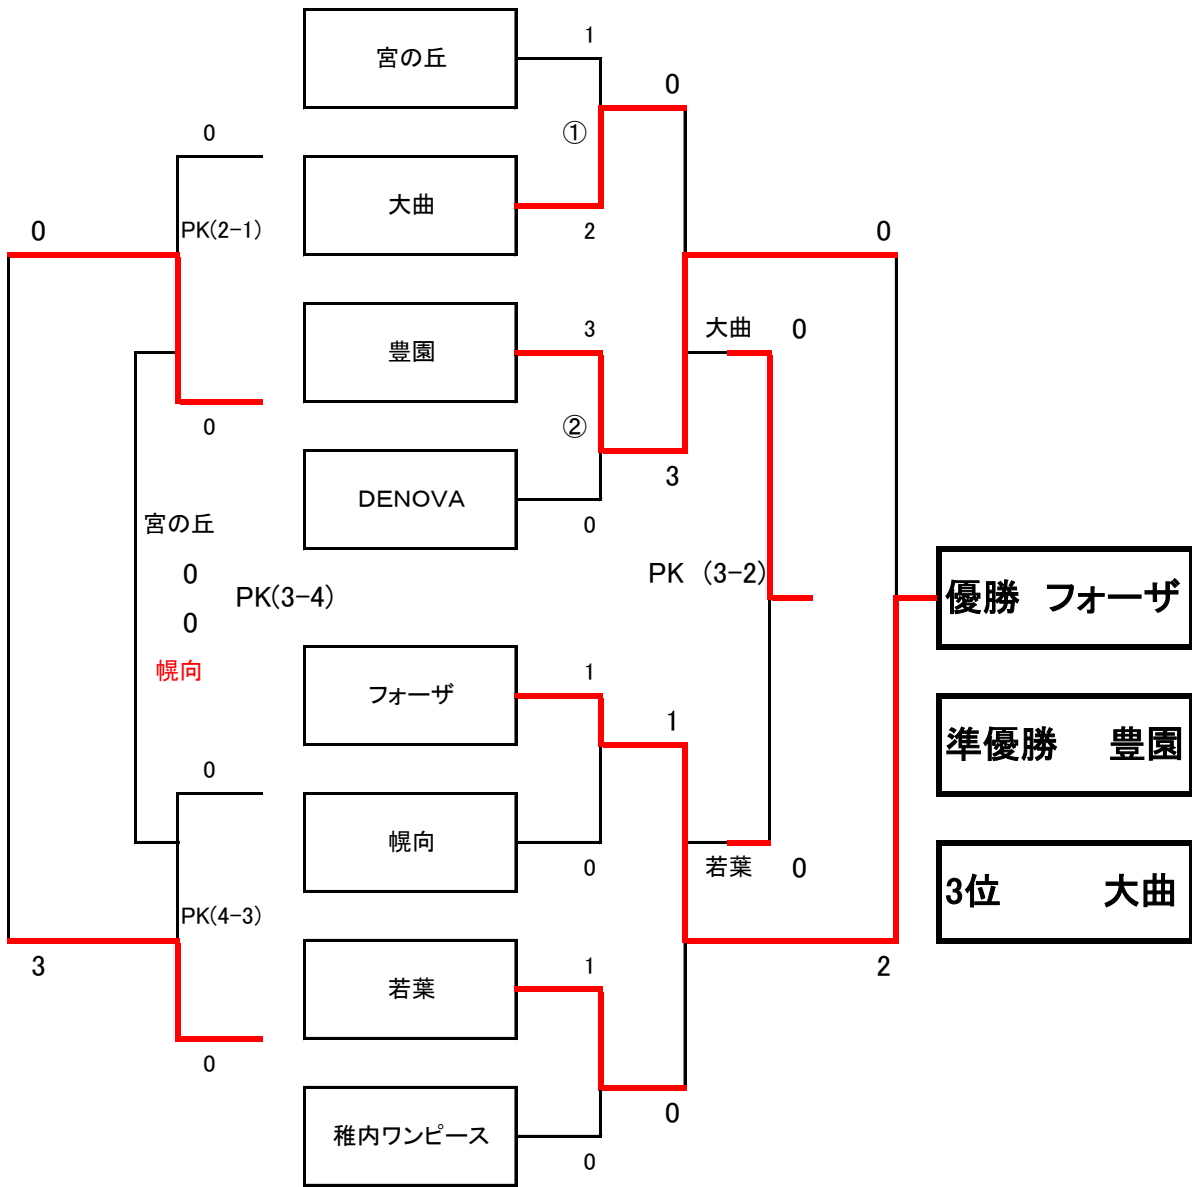 宮の丘
1
0
0
①
大曲
2
PK(2-1)
0
0
豊園
3
大曲
0
0
②
3
DENOVA
0
宮の丘
0
PK(3-4)
PK (3-2)
優勝 フォーザ
0
幌向
フォーザ
1
1
準優勝 豊園
0
幌向
0
若葉
0
3位 大曲
PK(4-3)
3
若葉
1
2
0
0
稚内ワンピース
0